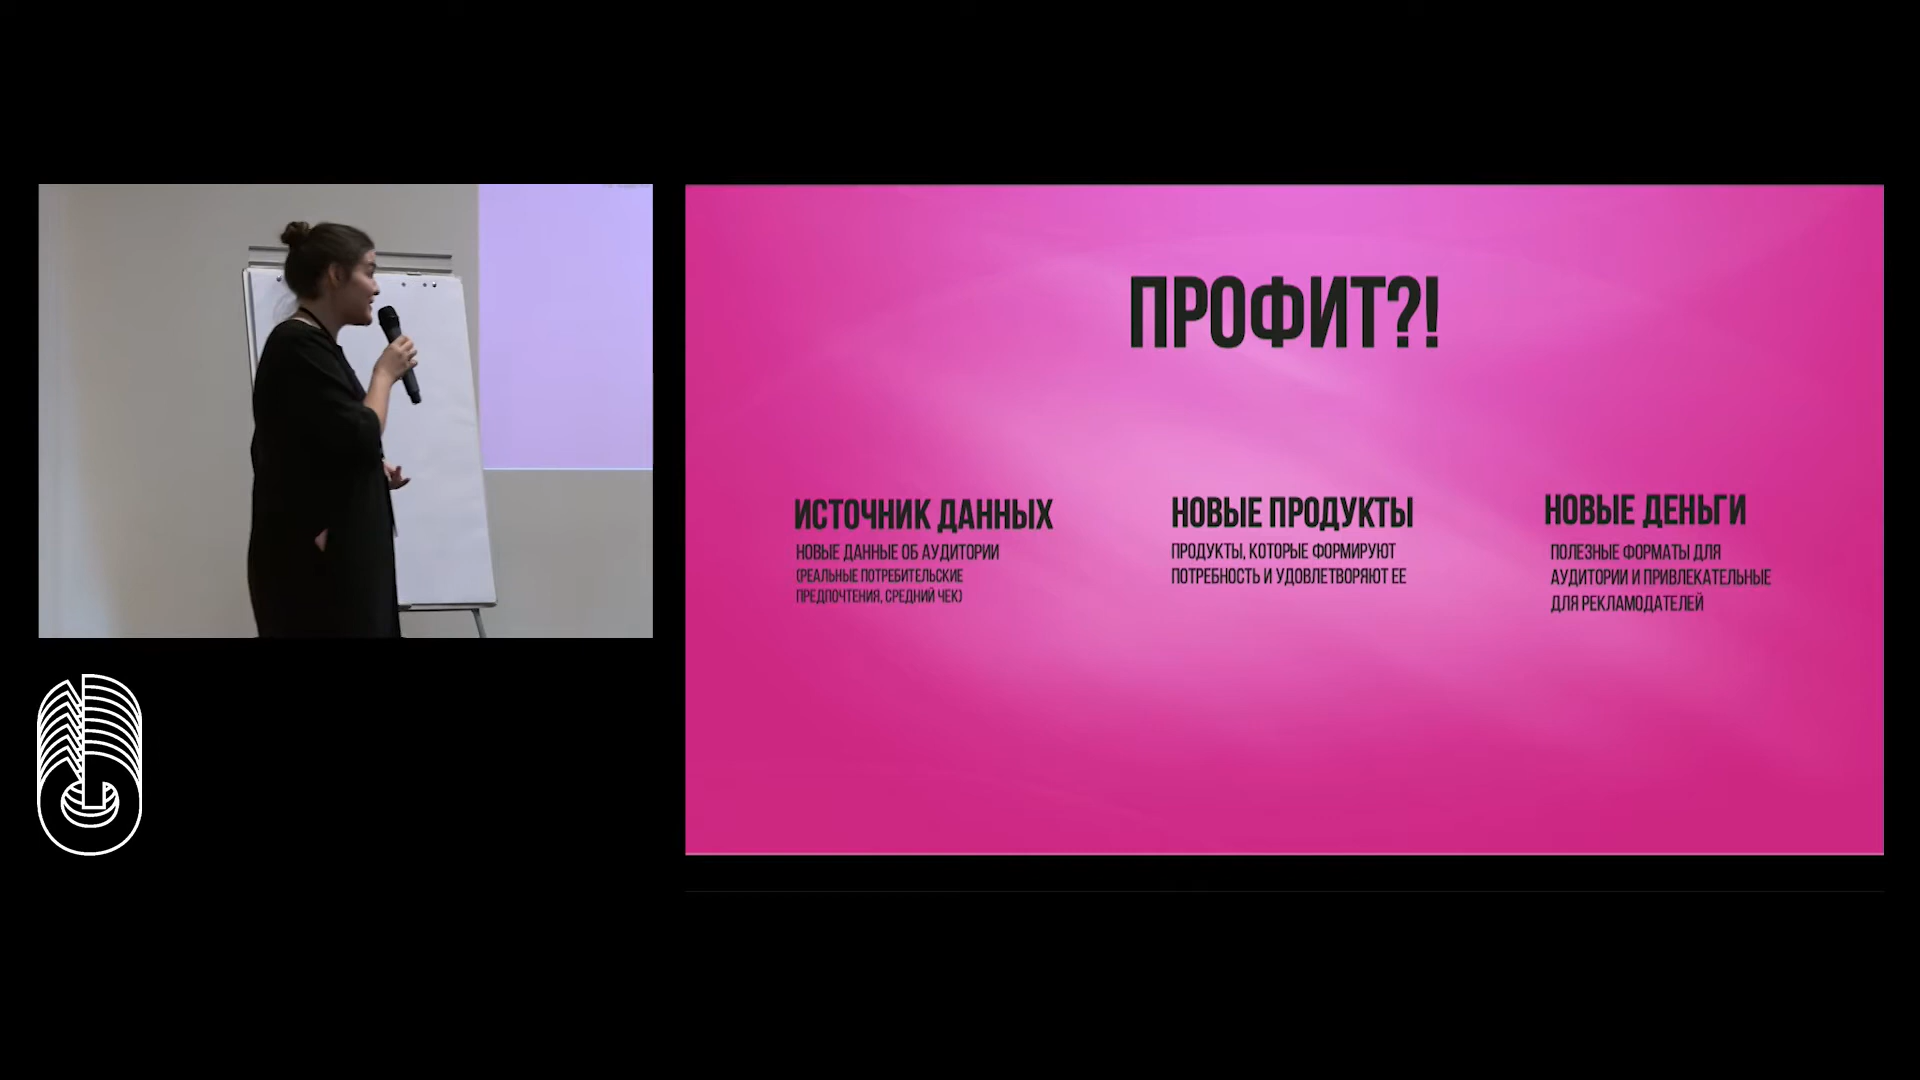 ПРОФИТ?!
ИСТОЧНИК ДАННЫХ
НОВЫЕ ДАННЫЕ ОБ АУДИТОРИИ
(РЕАЛЬНЫЕ ПОТРЕБИТЕЛЬСКИЕ
ПРЕДПОЧТЕНИЯ, СРЕДНИЙ ЧЕК)
НОВЫЕ ПРОДУКТЫ
ПРОДУКТЫ, КОТОРЫЕ ФОРМИРУЮТ
ПОТРЕБНОСТЬ И УДОВЛЕТВОРЯЮТ ЕЕ
НОВЫЕ ДЕНЬГИ
ПОЛЕЗНЫЕ ФОРМАТЫ ДЛЯ
АУДИТОРИИ И ПРИВЛЕКАТЕЛЬНЫЕ
ДЛЯ РЕКЛАМОДАТЕЛЕЙ